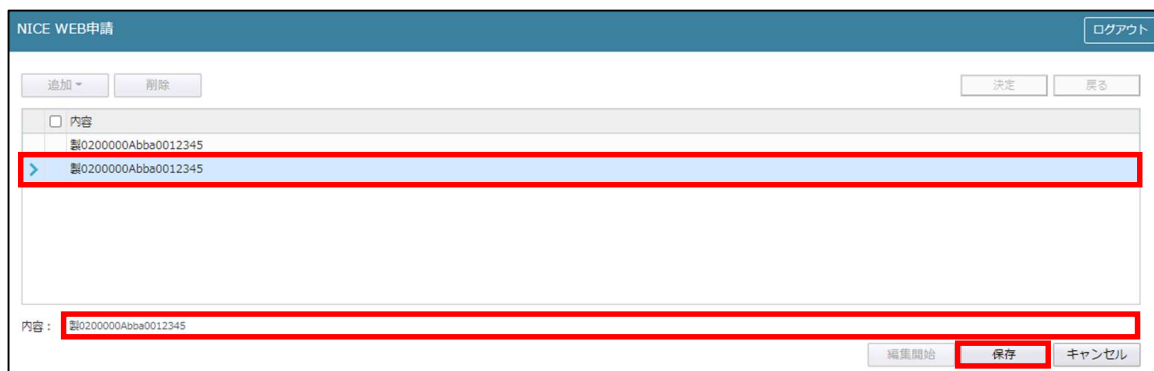 NICE WEB申請 ログアウト
追加 削除 決定 戻る
内容
製0200000Abba0012345
製0200000Abba0012345
内容： 製0200000Abba0012345
編集開始 保存 キャンセル